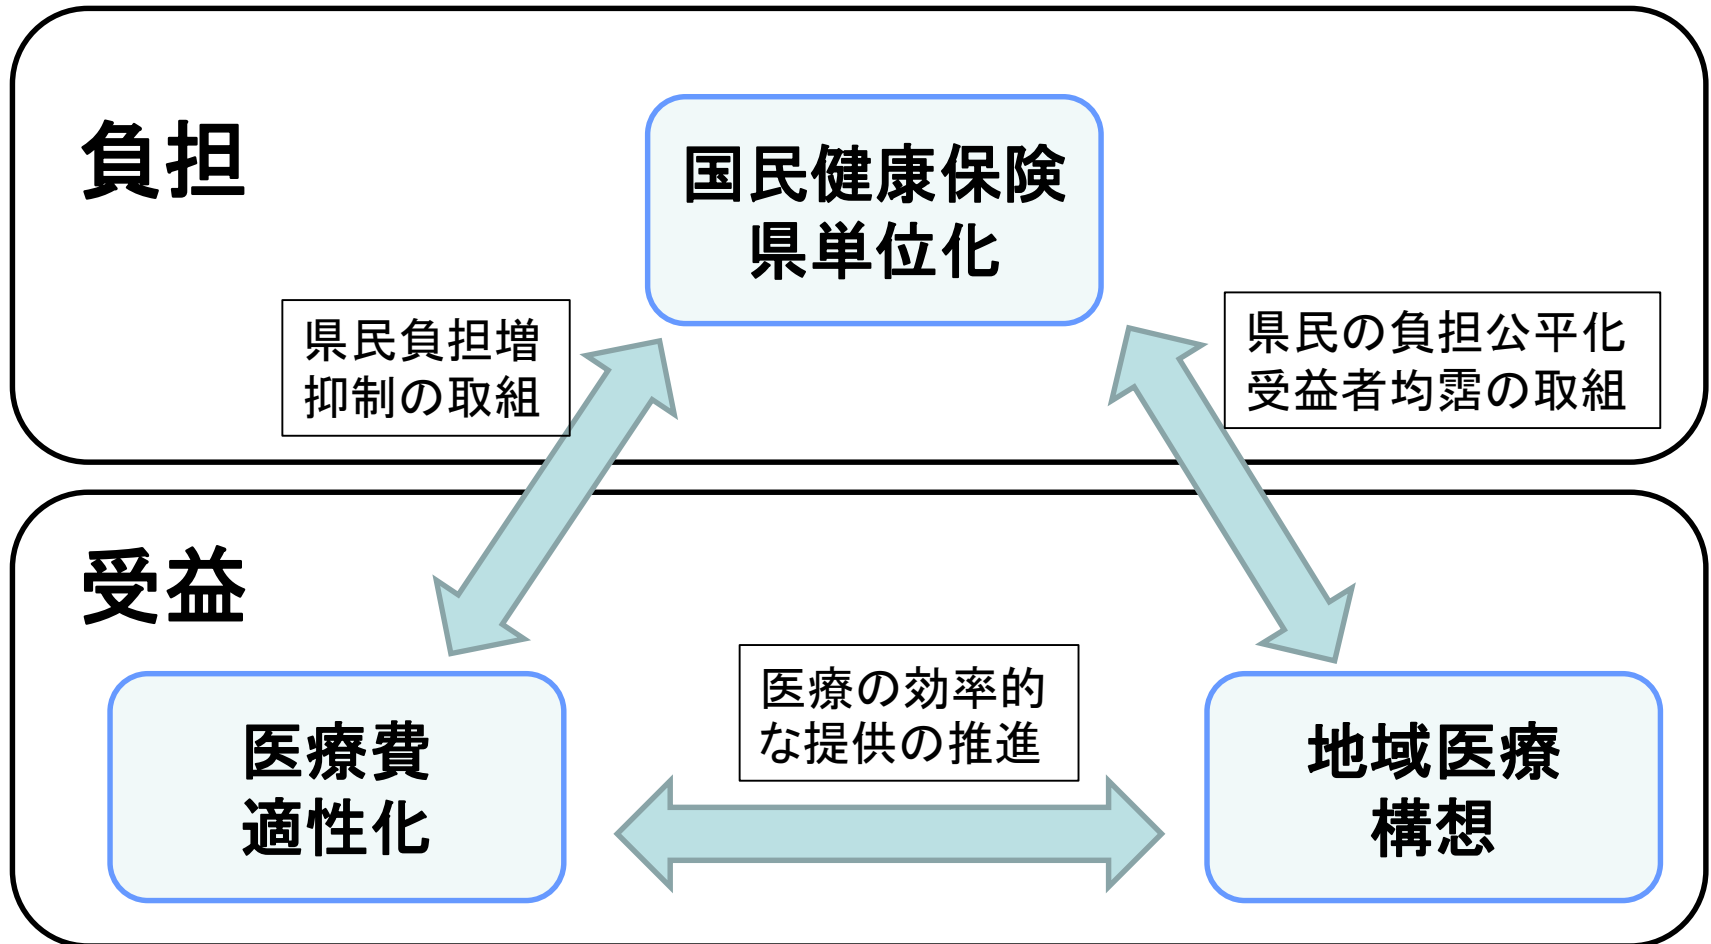 負担
国民健康保険
県単位化
県民負担増
抑制の取組
県民の負担公平化
受益者均霑の取組
受益
医療の効率的
な提供の推進
医療費
適性化
地域医療
構想